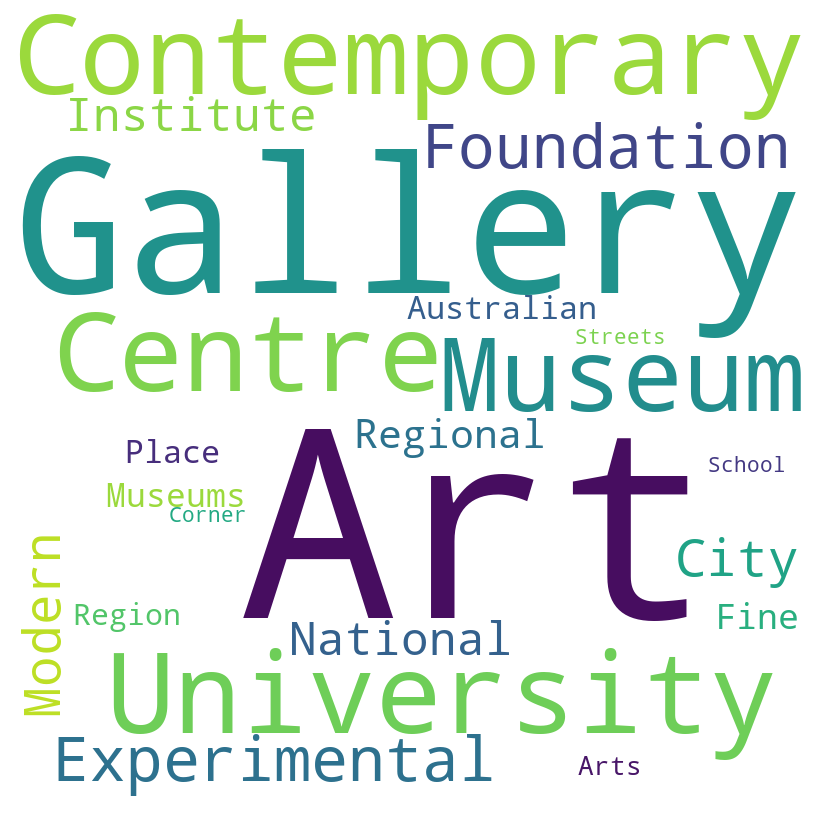 Contemporary
Institute
Foundation
Gallery
Australian
Centre
Streets
Museum
Regional
Place
School
Art
Museums
Corner
Modern
City
Region
Fine
National
University
Experimental
Arts